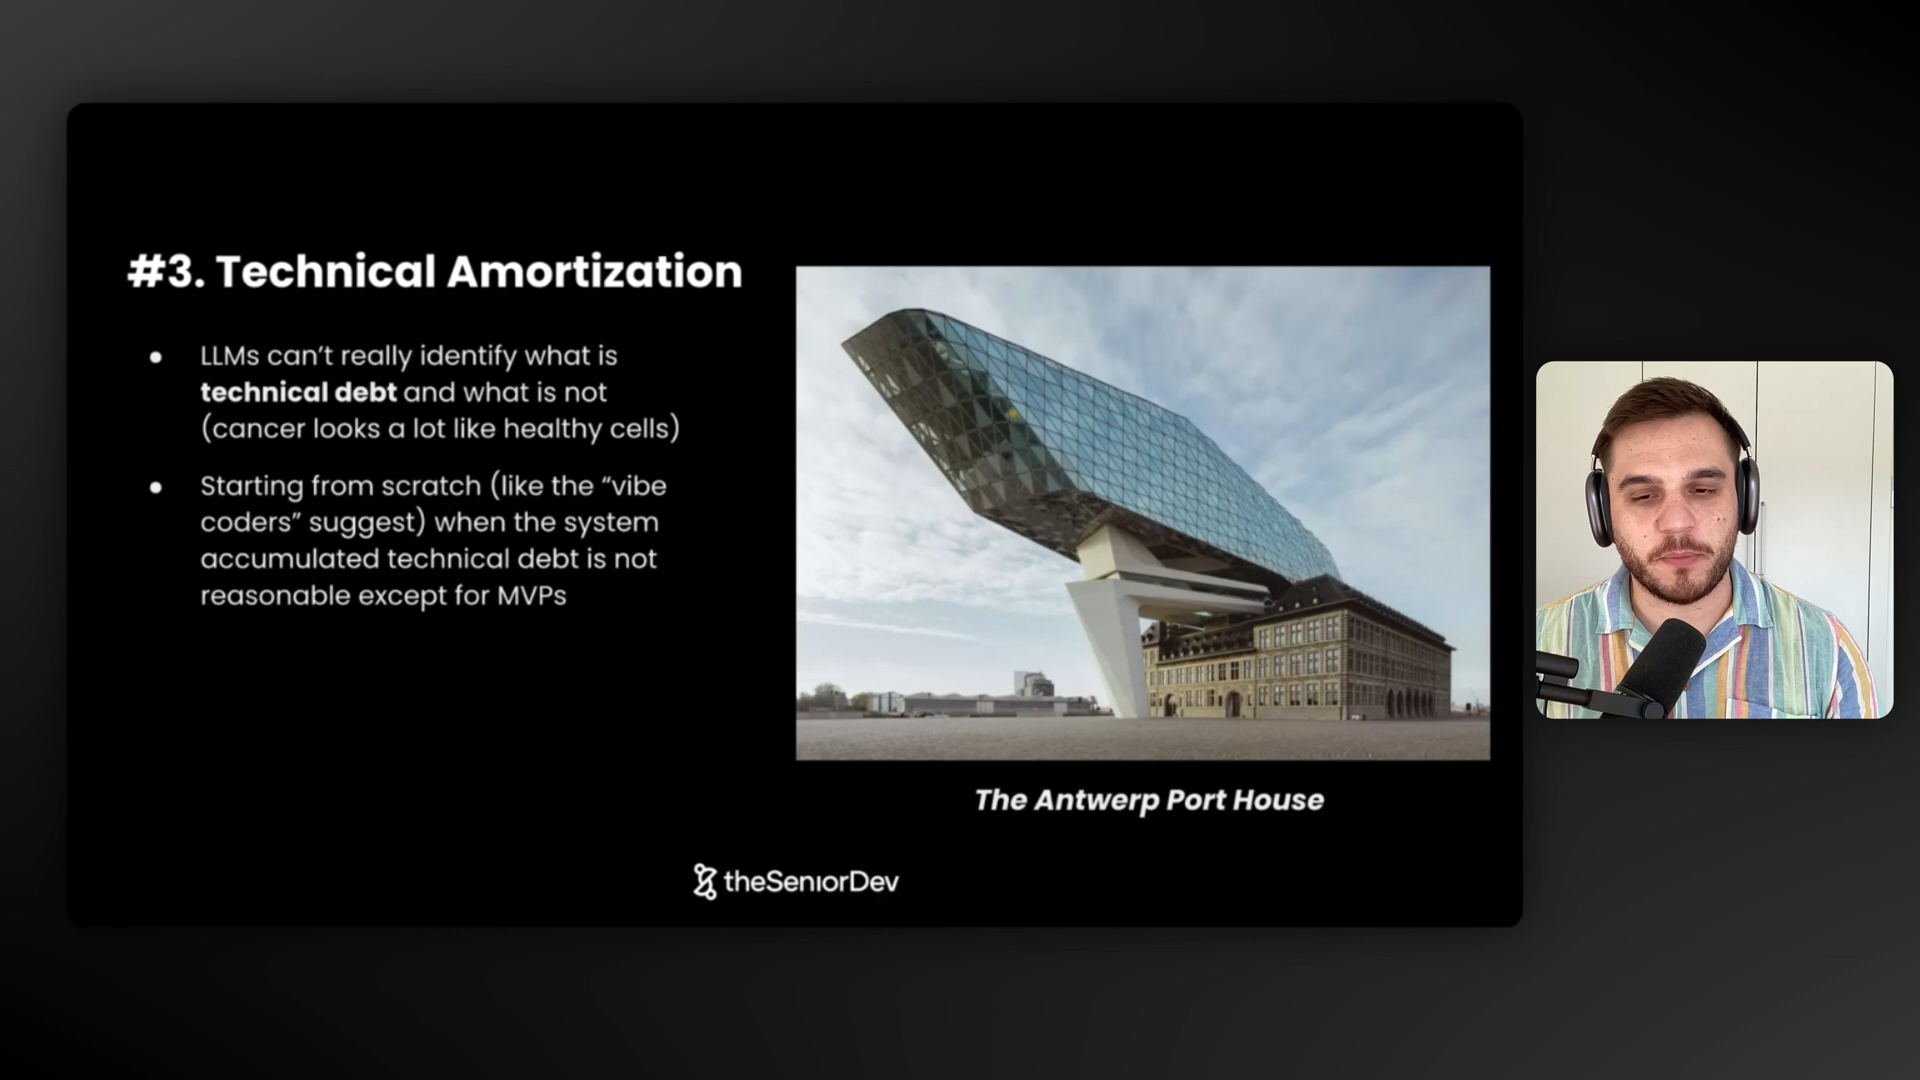 #3. Technical Amortization
● LLMs can’t really identify what is
technical debt and what is not
(cancer looks a lot like healthy cells)
● Starting from scratch (like the “vibe
coders” suggest) when the system
accumulated technical debt is not
reasonable except for MVPs
The Antwerp Port House
theSeniorDev